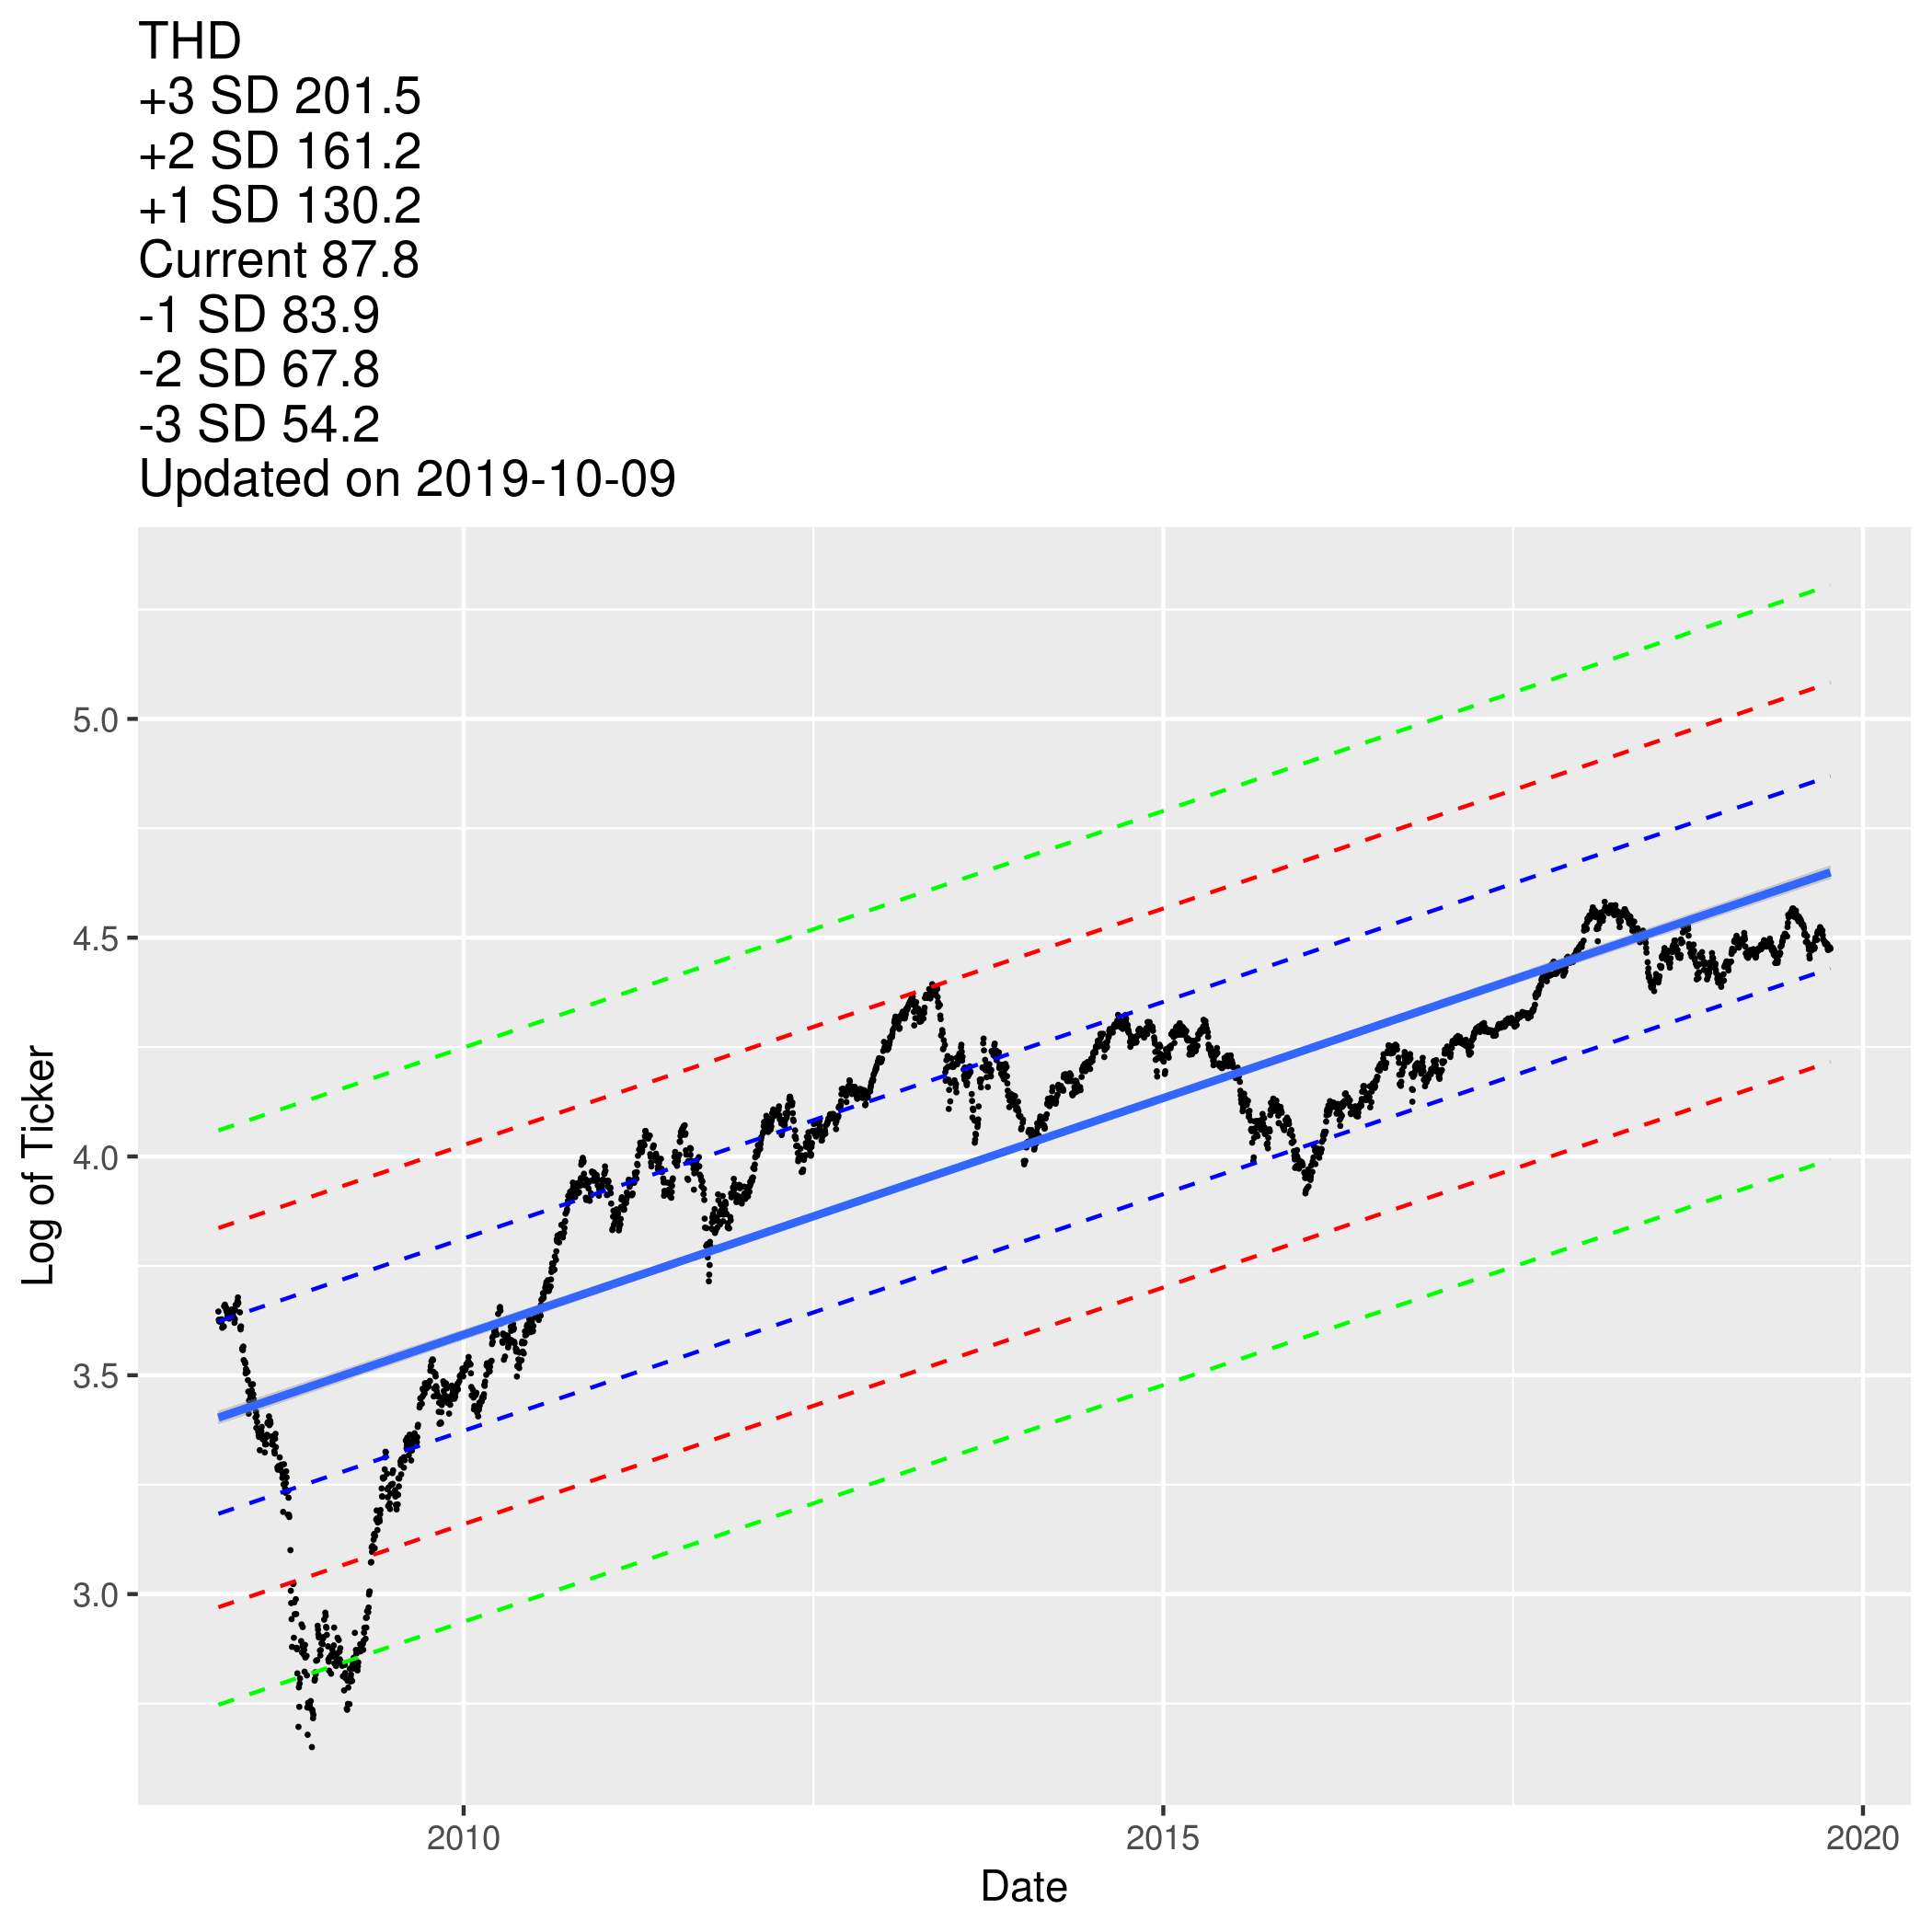 THD
+3 SD 201.5
+2 SD 161.2
+1 SD 130.2
Current 87.8
-1 SD 83.9
-2 SD 67.8
-3 SD 54.2
Updated on 2019-10-09
5.0
4.5
4.0
3.5
3.0
Log of Ticker
2010
2015
2020
Date